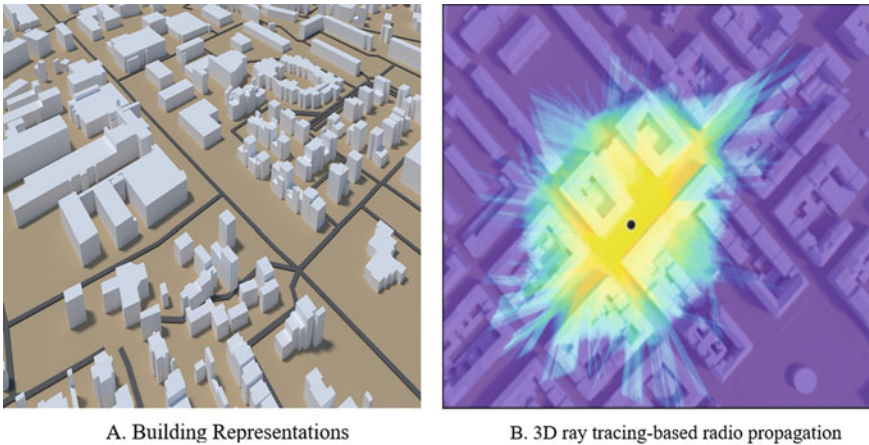 A. Building Representations
B. 3D ray tracing-based radio propagation